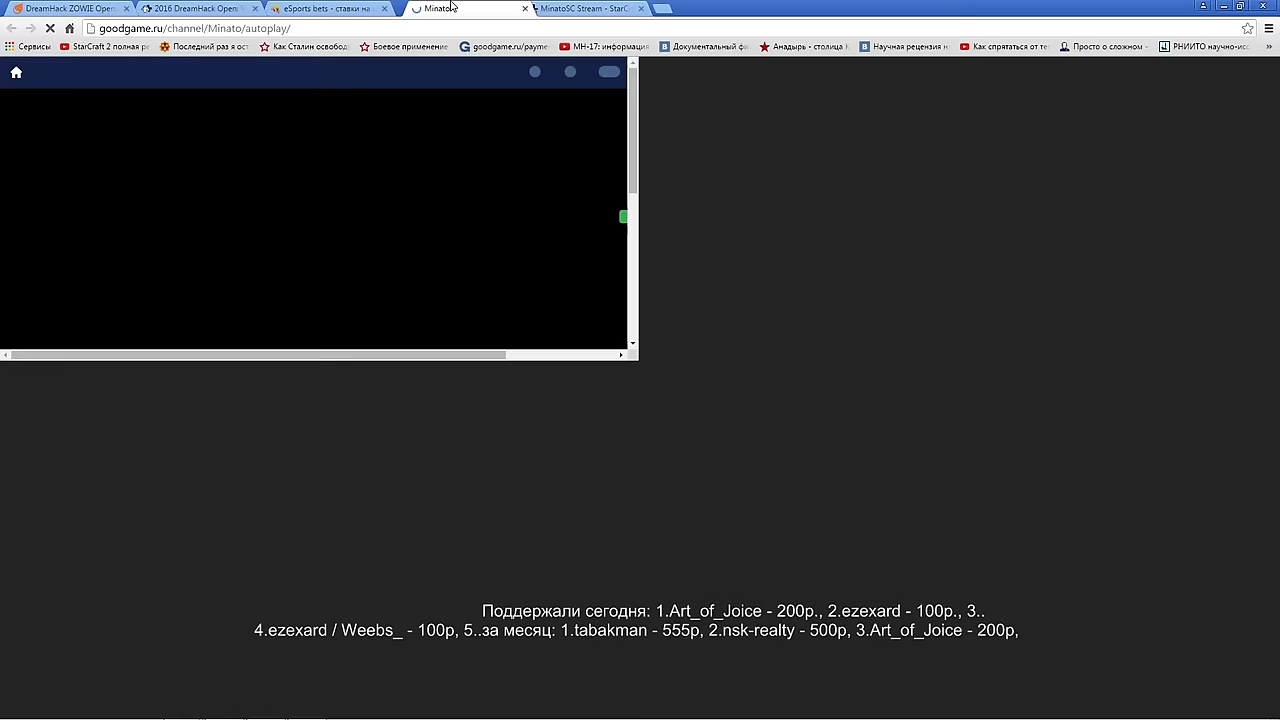 DreamHack ZOWIE Open
2016 DreamHack Open:
eSports bets - ставки на
Minato
MinatoSC Stream - StarC
goodgame.ru/channel/Minato/autoplay/
Сервисы
StarCraft 2 полная ре
Последний раз я ост
Как Сталин освобод
Боевое применение
goodgame.ru/payme
МН-17: информация
Документальный фи
Анадырь - столица
Научная рецензия н
Как спрятаться от те
Просто о сложном -
РНИИТО научно-исс
Поддержали сегодня: 1.Art_of_Joice - 200р., 2.ezexard - 100р., 3..
4.ezexard / Weebs_ - 100р, 5..за месяц: 1.tabakman - 555р, 2.nsk-realty - 500р, 3.Art_of_Joice - 200р,